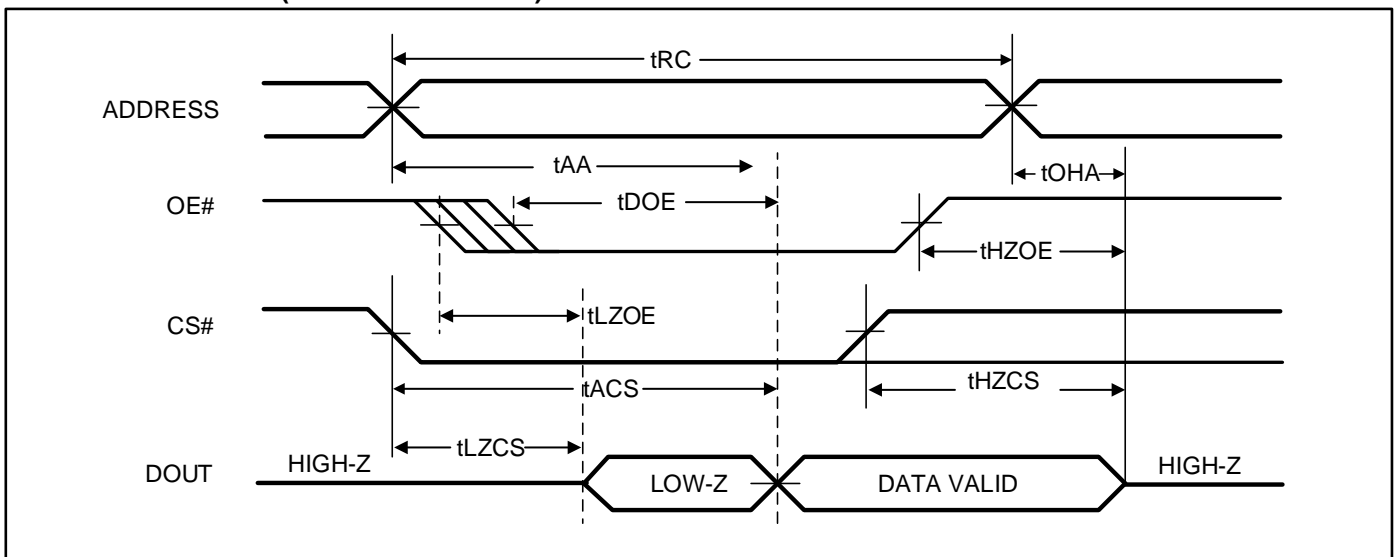 tRC
ADDRESS
tAA
tOHA
OE#
tDOE
tHZOE
CS#
tLZOE
tACS
tHZCS
tLZCS
DOUT
HIGH-Z
LOW-Z
DATA VALID
HIGH-Z